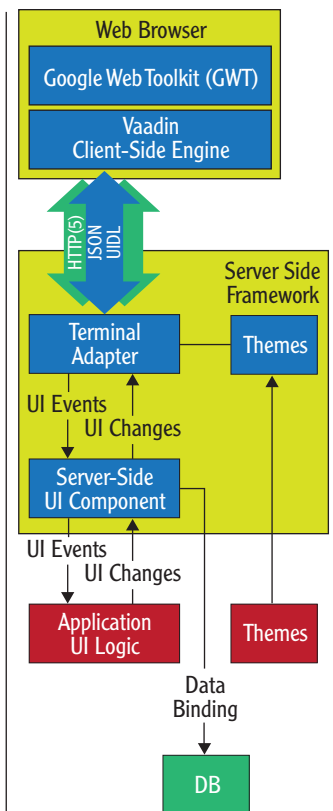 Web Browser
Google Web Toolkit (GWT)
Vaadin
Client-Side Engine
HTTP(5)
JSON
UIDL
Server Side
Framework
Terminal
Adapter
Themes
UI Events
UI Changes
Server-Side
UI Component
UI Events
UI Changes
Application
UI Logic
Themes
Data
Binding
DB